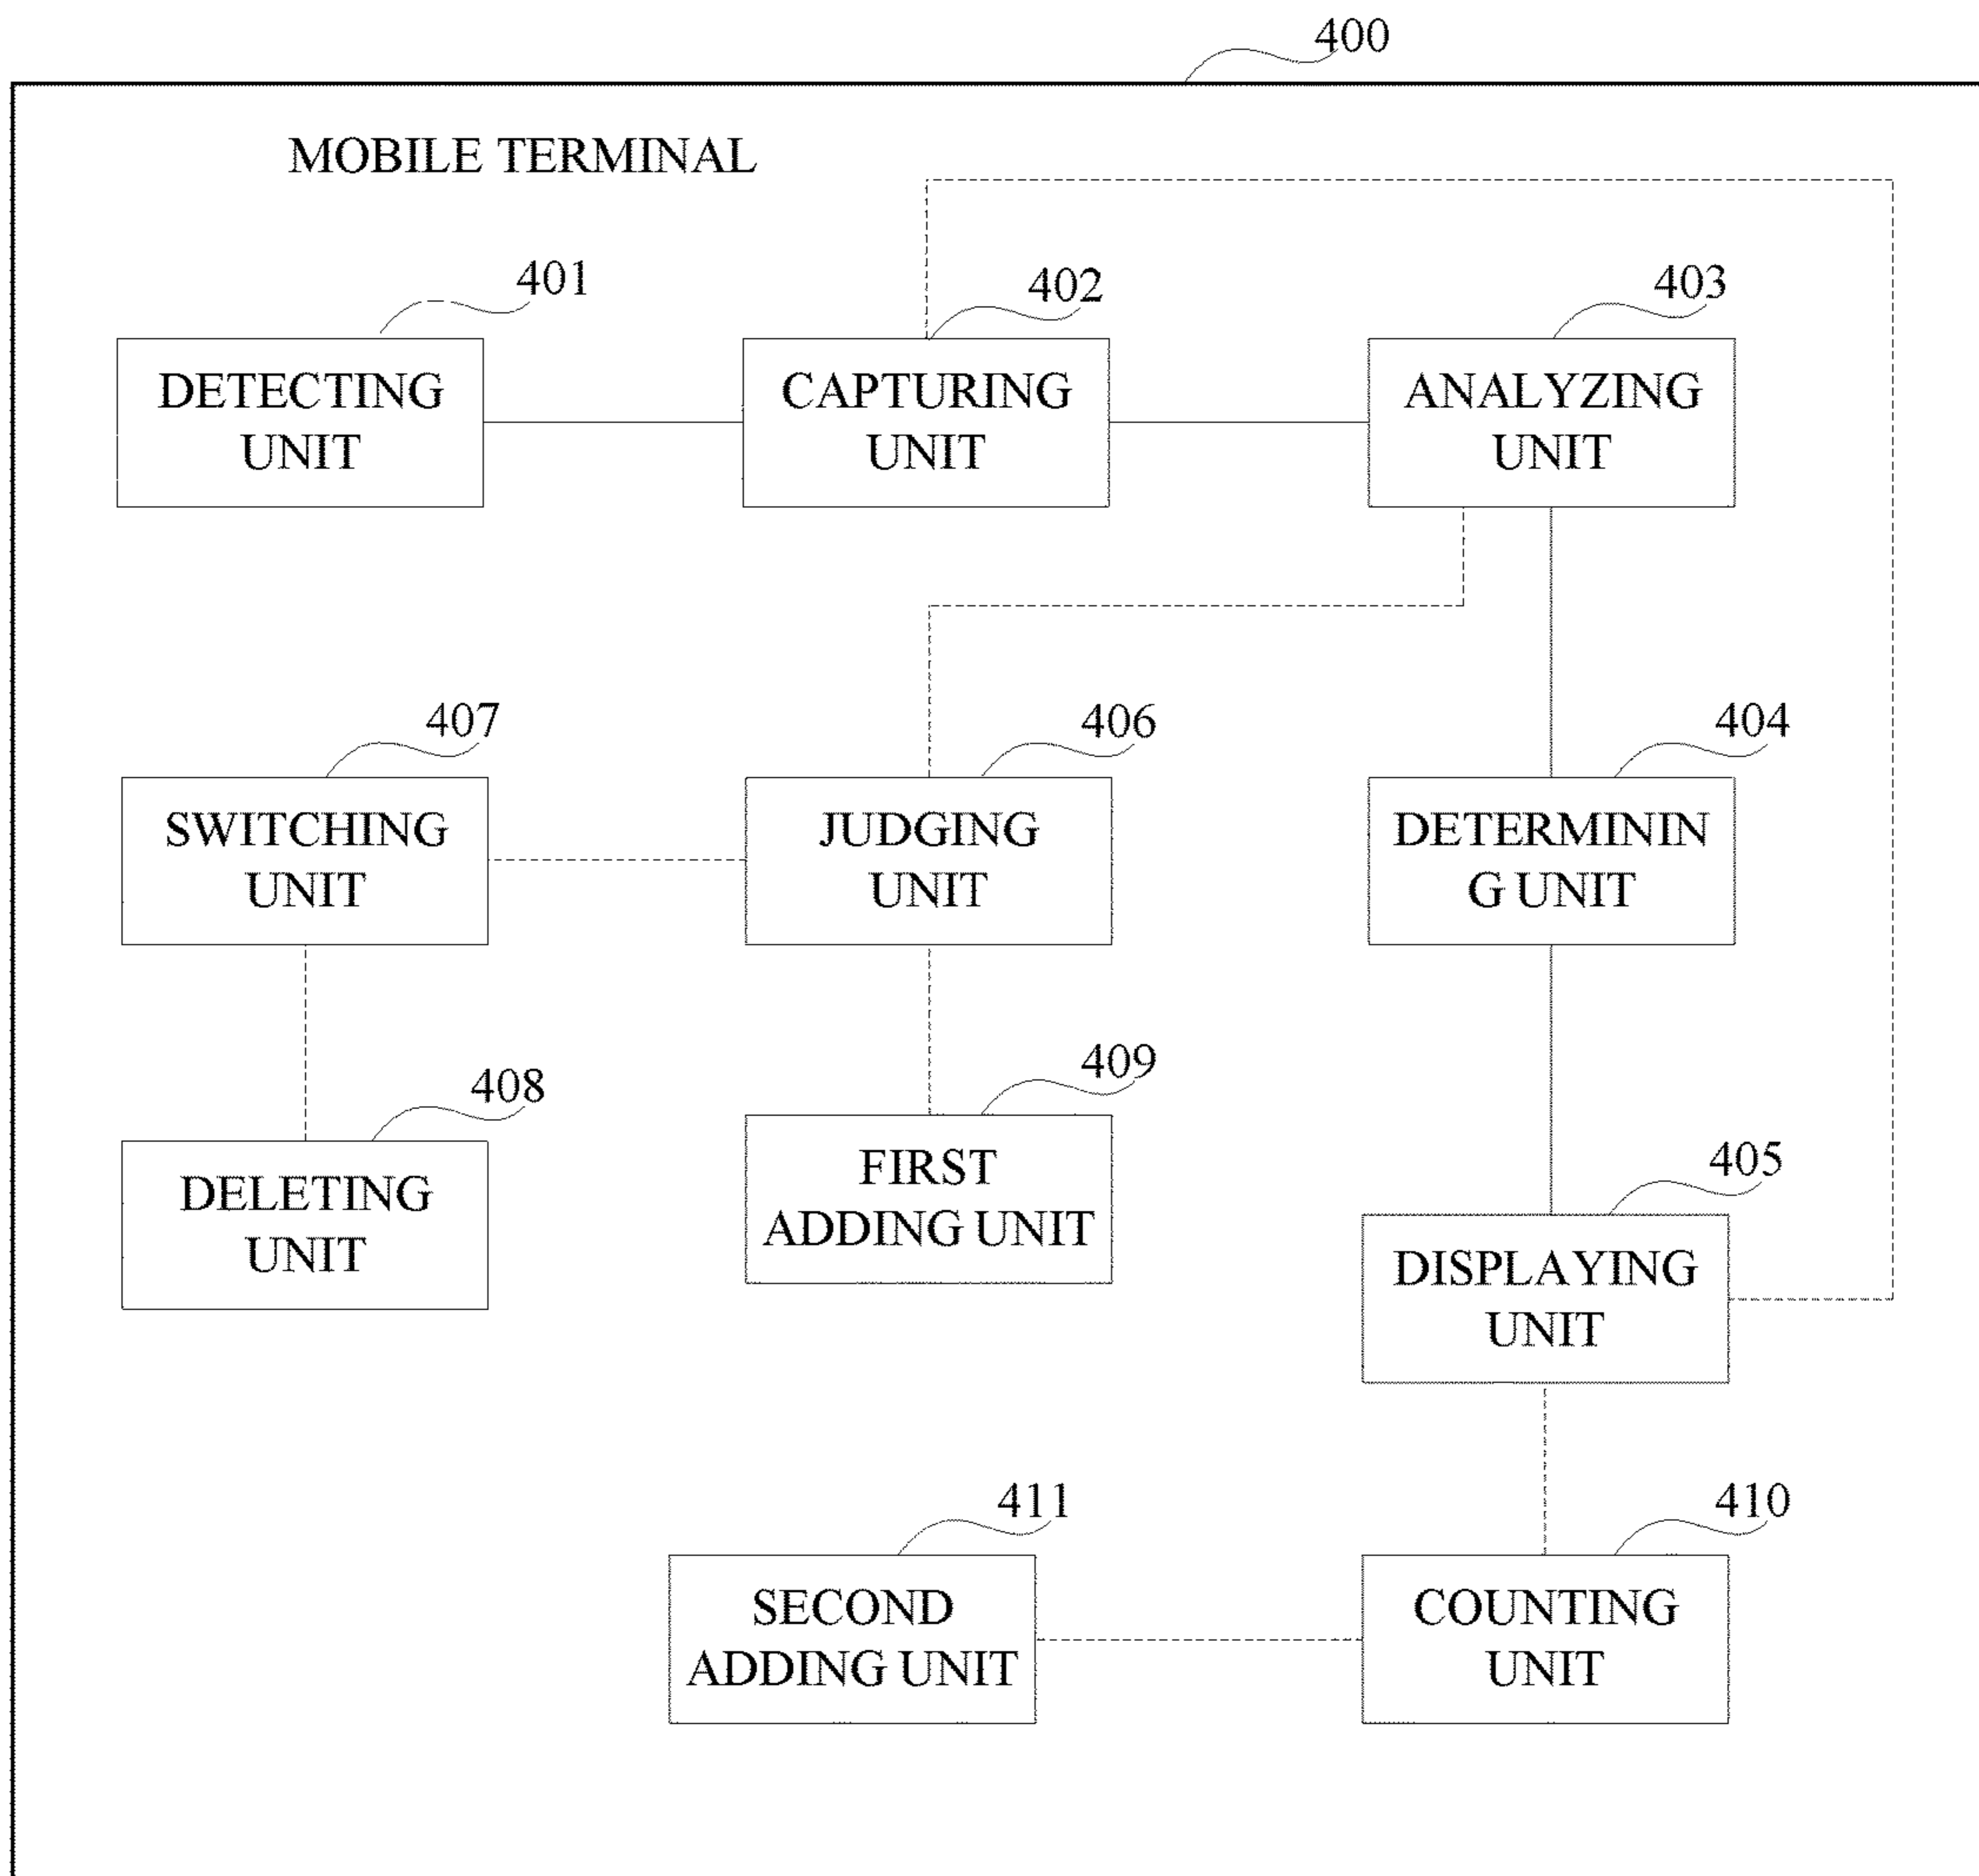 400
MOBILE TERMINAL
401
402
403
DETECTING
UNIT
CAPTURING
UNIT
ANALYZING
UNIT
407
406
404
SWITCHING
UNIT
JUDGING
UNIT
DETERMININ
G UNIT
408
409
405
DELETING
UNIT
FIRST
ADDING UNIT
DISPLAYING
UNIT
411
410
SECOND
ADDING UNIT
COUNTING
UNIT